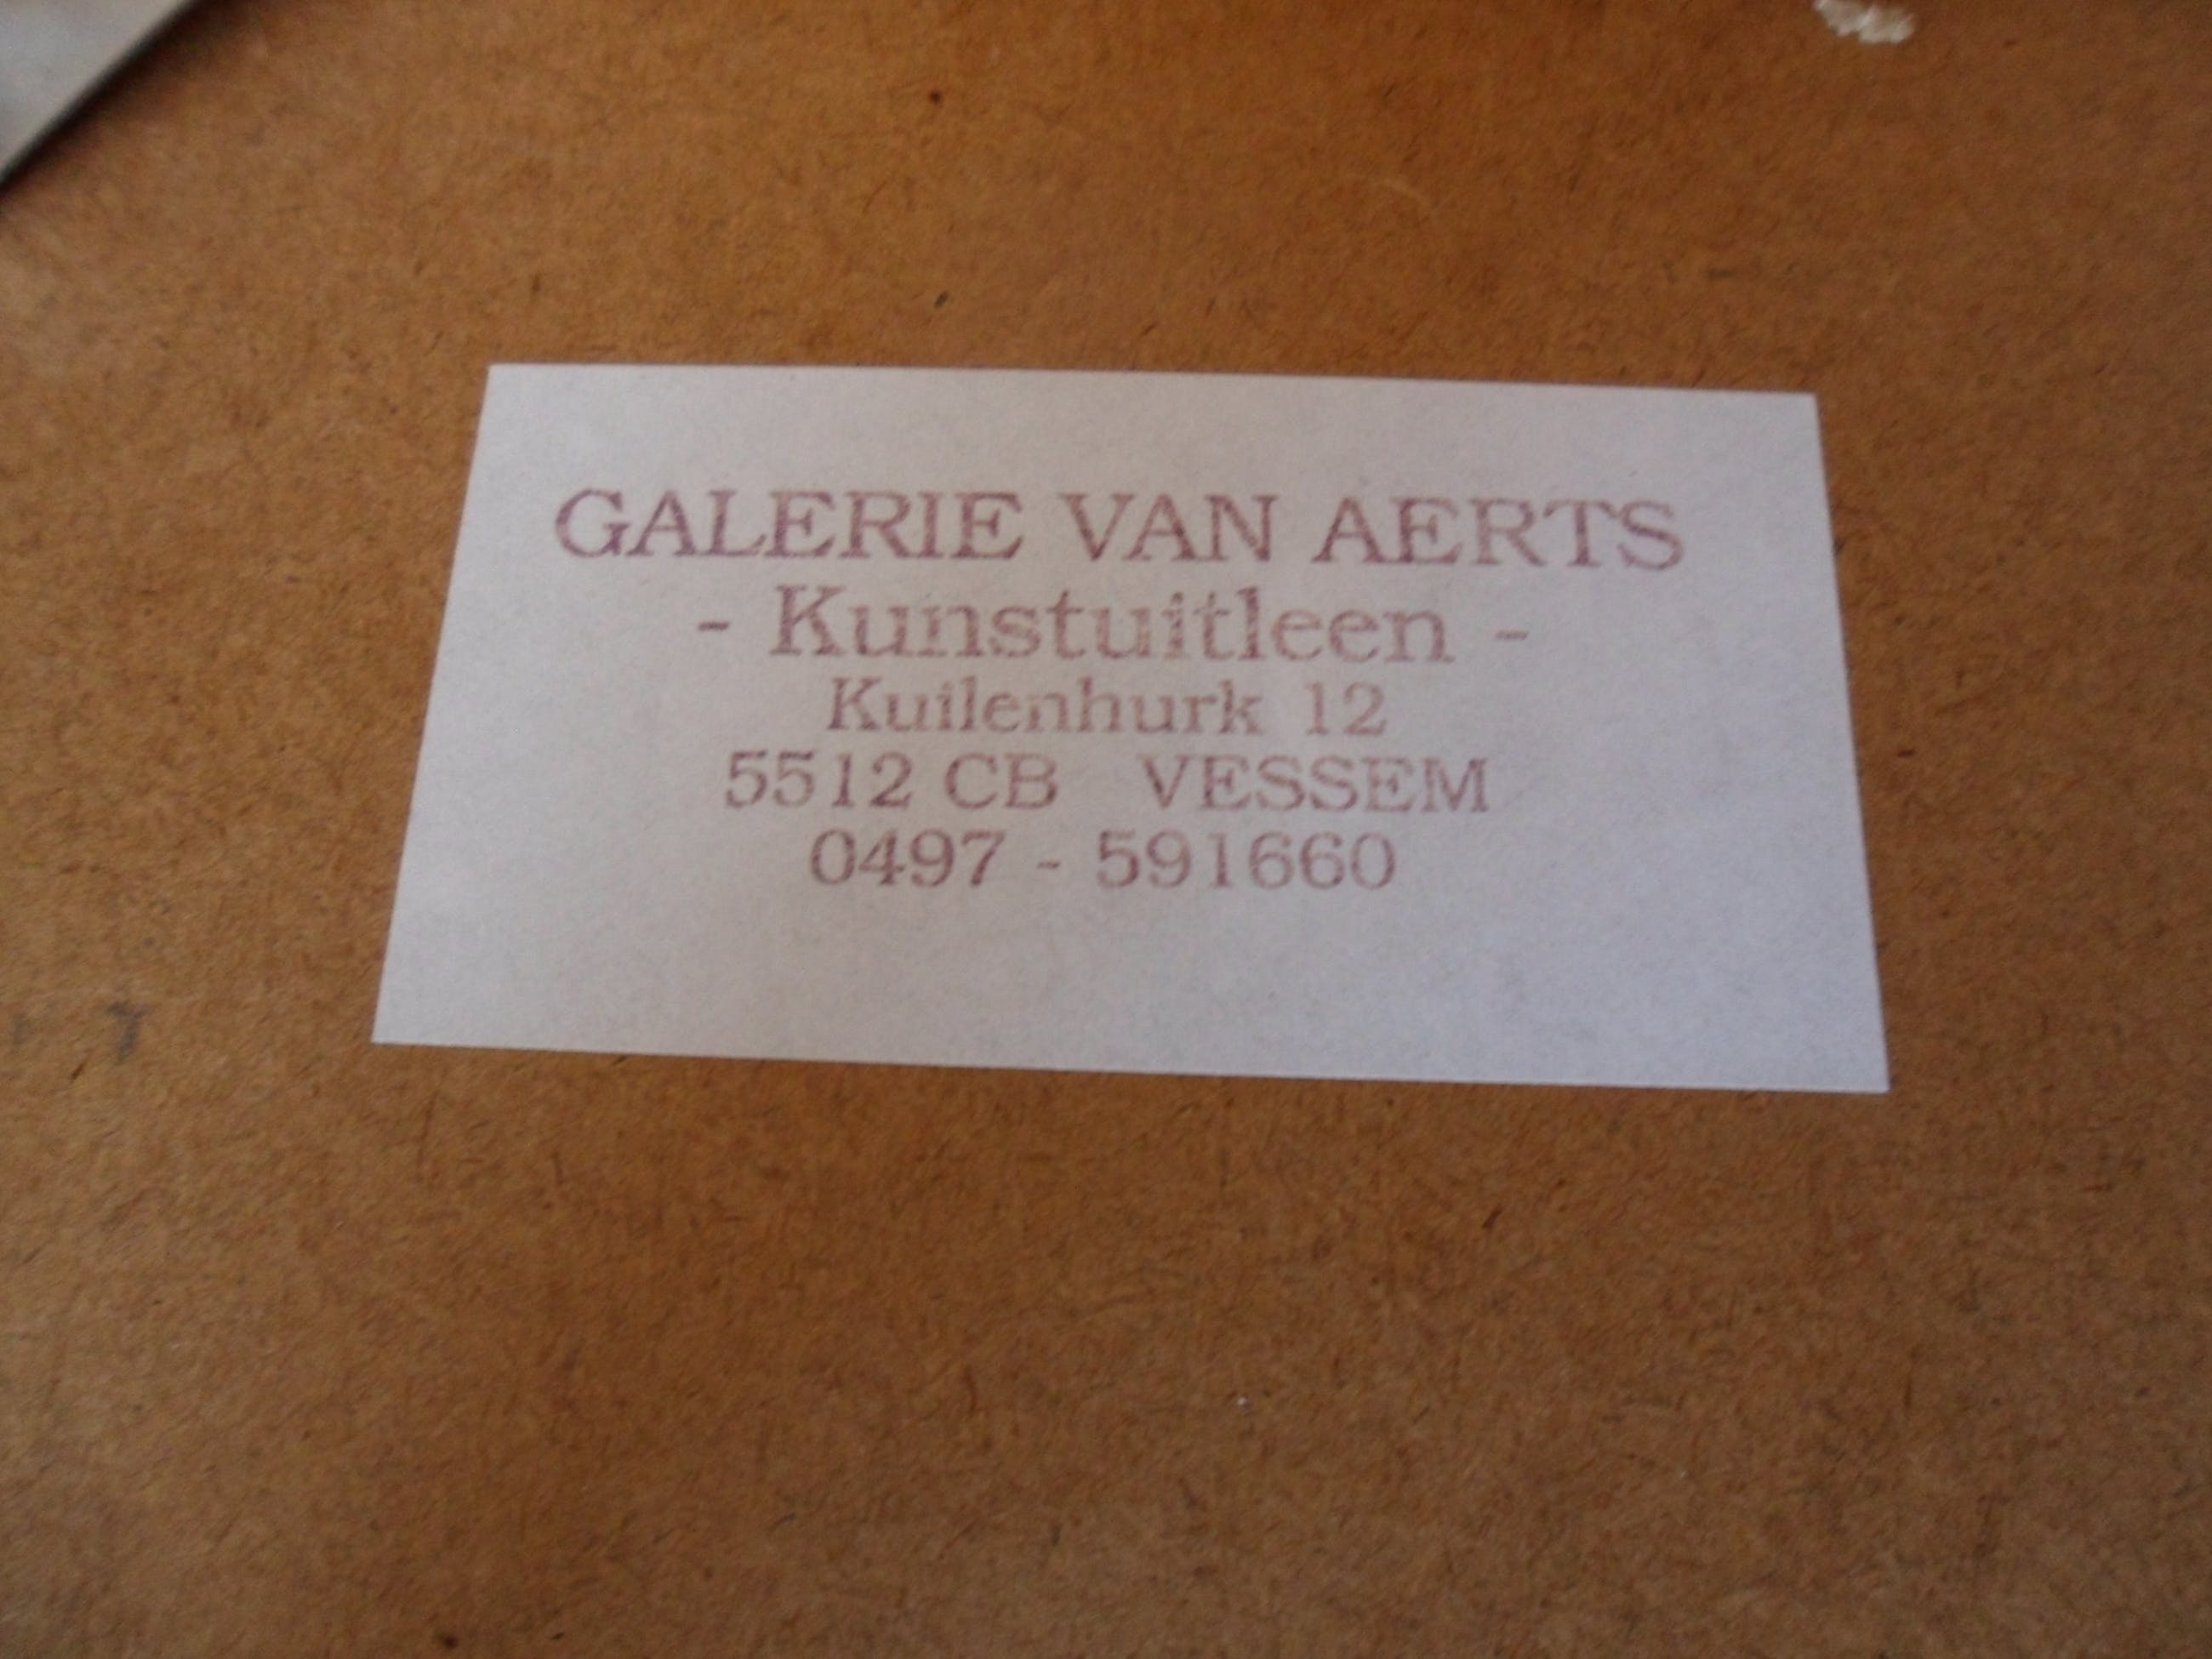 GALERIE VAN AERTS
- Kunstuitleen -
Kuilenhurk 12
5512 CB VESSEM
0497 - 591660